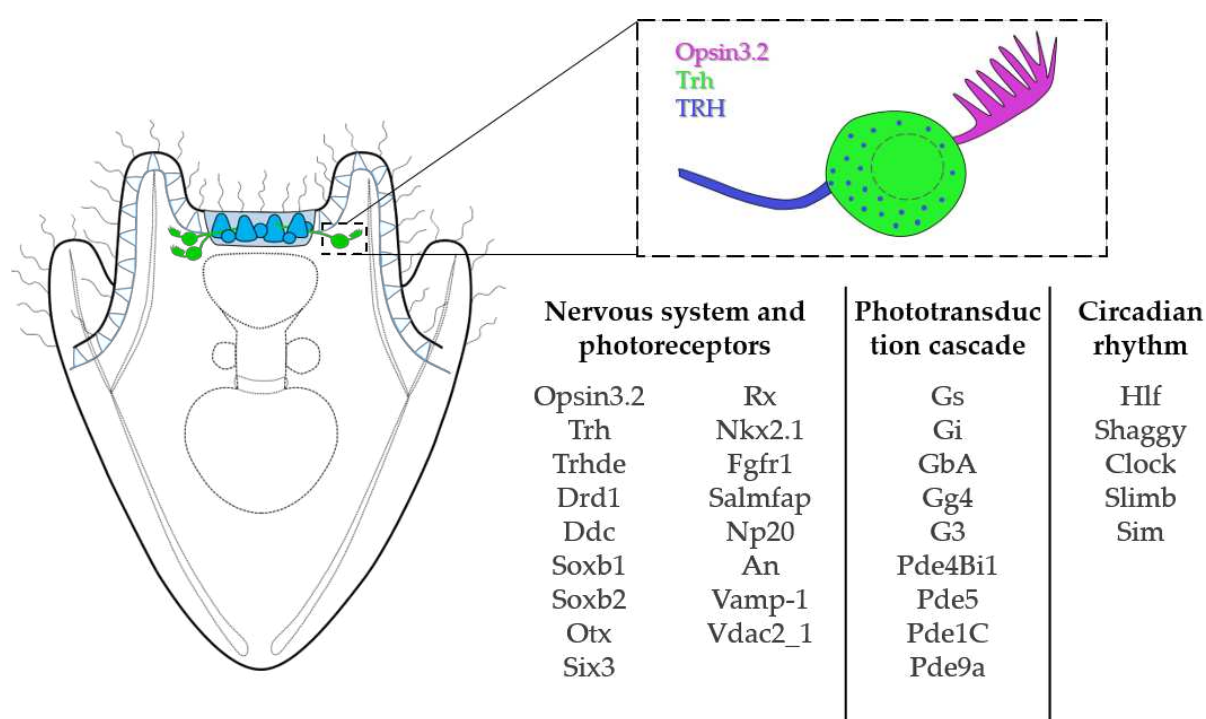 Opsin3.2
Trh
TRH
Nervous system and
photoreceptors
Opsin3.2
Trh
Trhde
Drd1
Ddc
Soxb1
Soxb2
Otx
Six3
Rx
Nkx2.1
Fgfr1
Salmfap
Np20
An
Vamp-1
Vdac2_1
Phototransduc
tion cascade
Gs
Gi
GbA
Gg4
G3
Pde4Bi1
Pde5
Pde1C
Pde9a
Circadian
rhythm
Hlf
Shaggy
Clock
Slimb
Sim